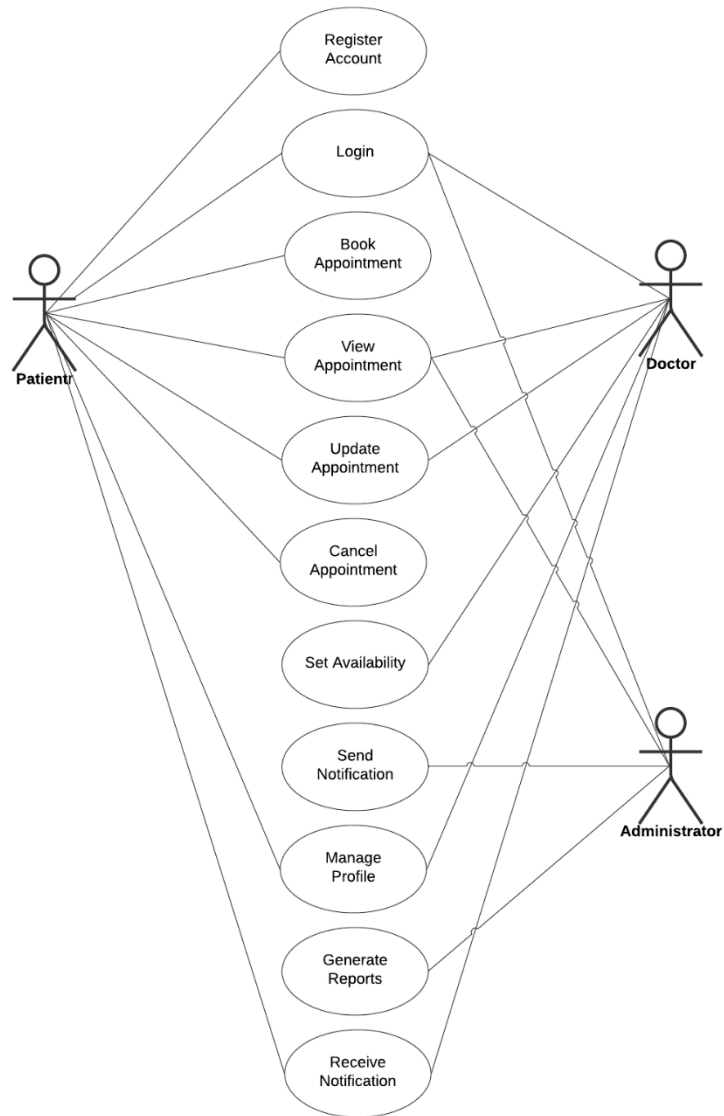 Register
Account
Login
Book
Appointment
View
Appointment
Patientr
Doctor
Update
Appointment
Cancel
Appointment
Set Availability
Send
Notification
Administrator
Manage
Profile
Generate
Reports
Receive
Notification